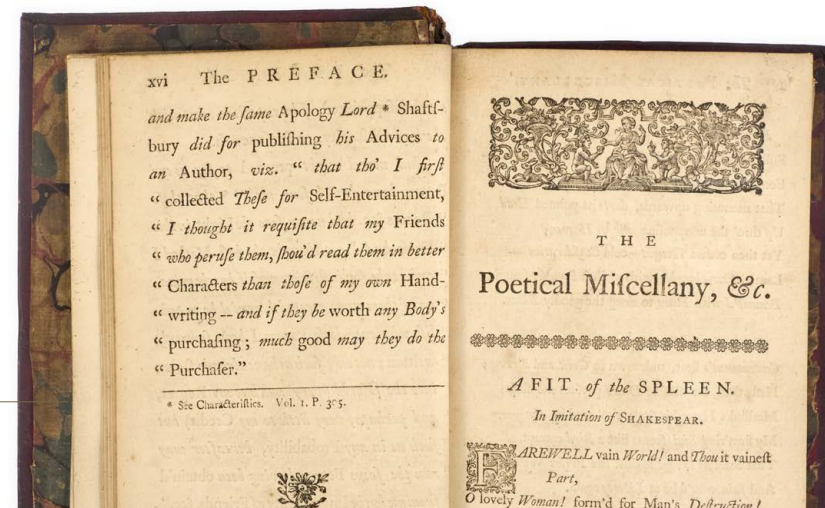 xvi The PREFACE.
and make the ſame Apology Lord * Shaftſ-
bury did for publiſhing his Advices to
an Author, viz. “ that tho' I firſt
“ collected Theſe for Self-Entertainment,
“ I thought it requiſite that my Friends
“ who peruſe them, ſhou'd read them in better
“ Characters than thoſe of my own Hand-
“ writing -- and if they be worth any Body's
“ purchaſing ; much good may they do the
“ Purchaſer.”
* See Characteriſtics. Vol. 1. P. 305.
THE
Poetical Miſcellany, &c.
A FIT of the SPLEEN.
In Imitation of SHAKESPEAR.
FAREWELL vain World! and Thou it vaineſt
Part,
O lovely Woman! form'd for Man's Deſtruction!